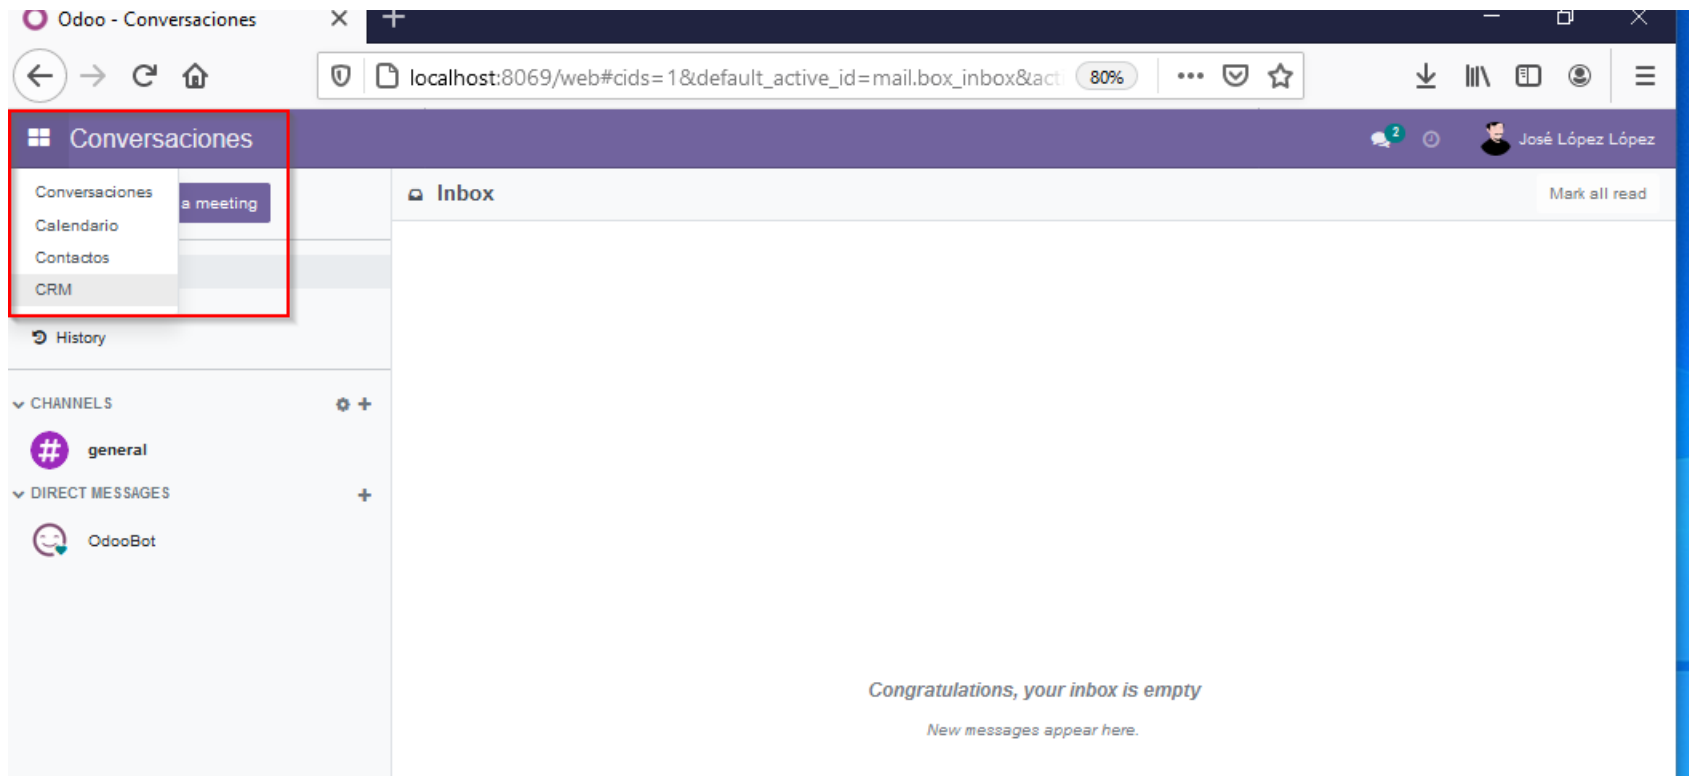 Odoo - Conversaciones
localhost:8069/web#cids=1&default_active_id=mail.box_inbox&act
80%
Conversaciones
2
José López López
Conversaciones
Calendario
Contactos
CRM
a meeting
Inbox
Mark all read
History
CHANNELS
general
DIRECT MESSAGES
OdooBot
Congratulations, your inbox is empty
New messages appear here.